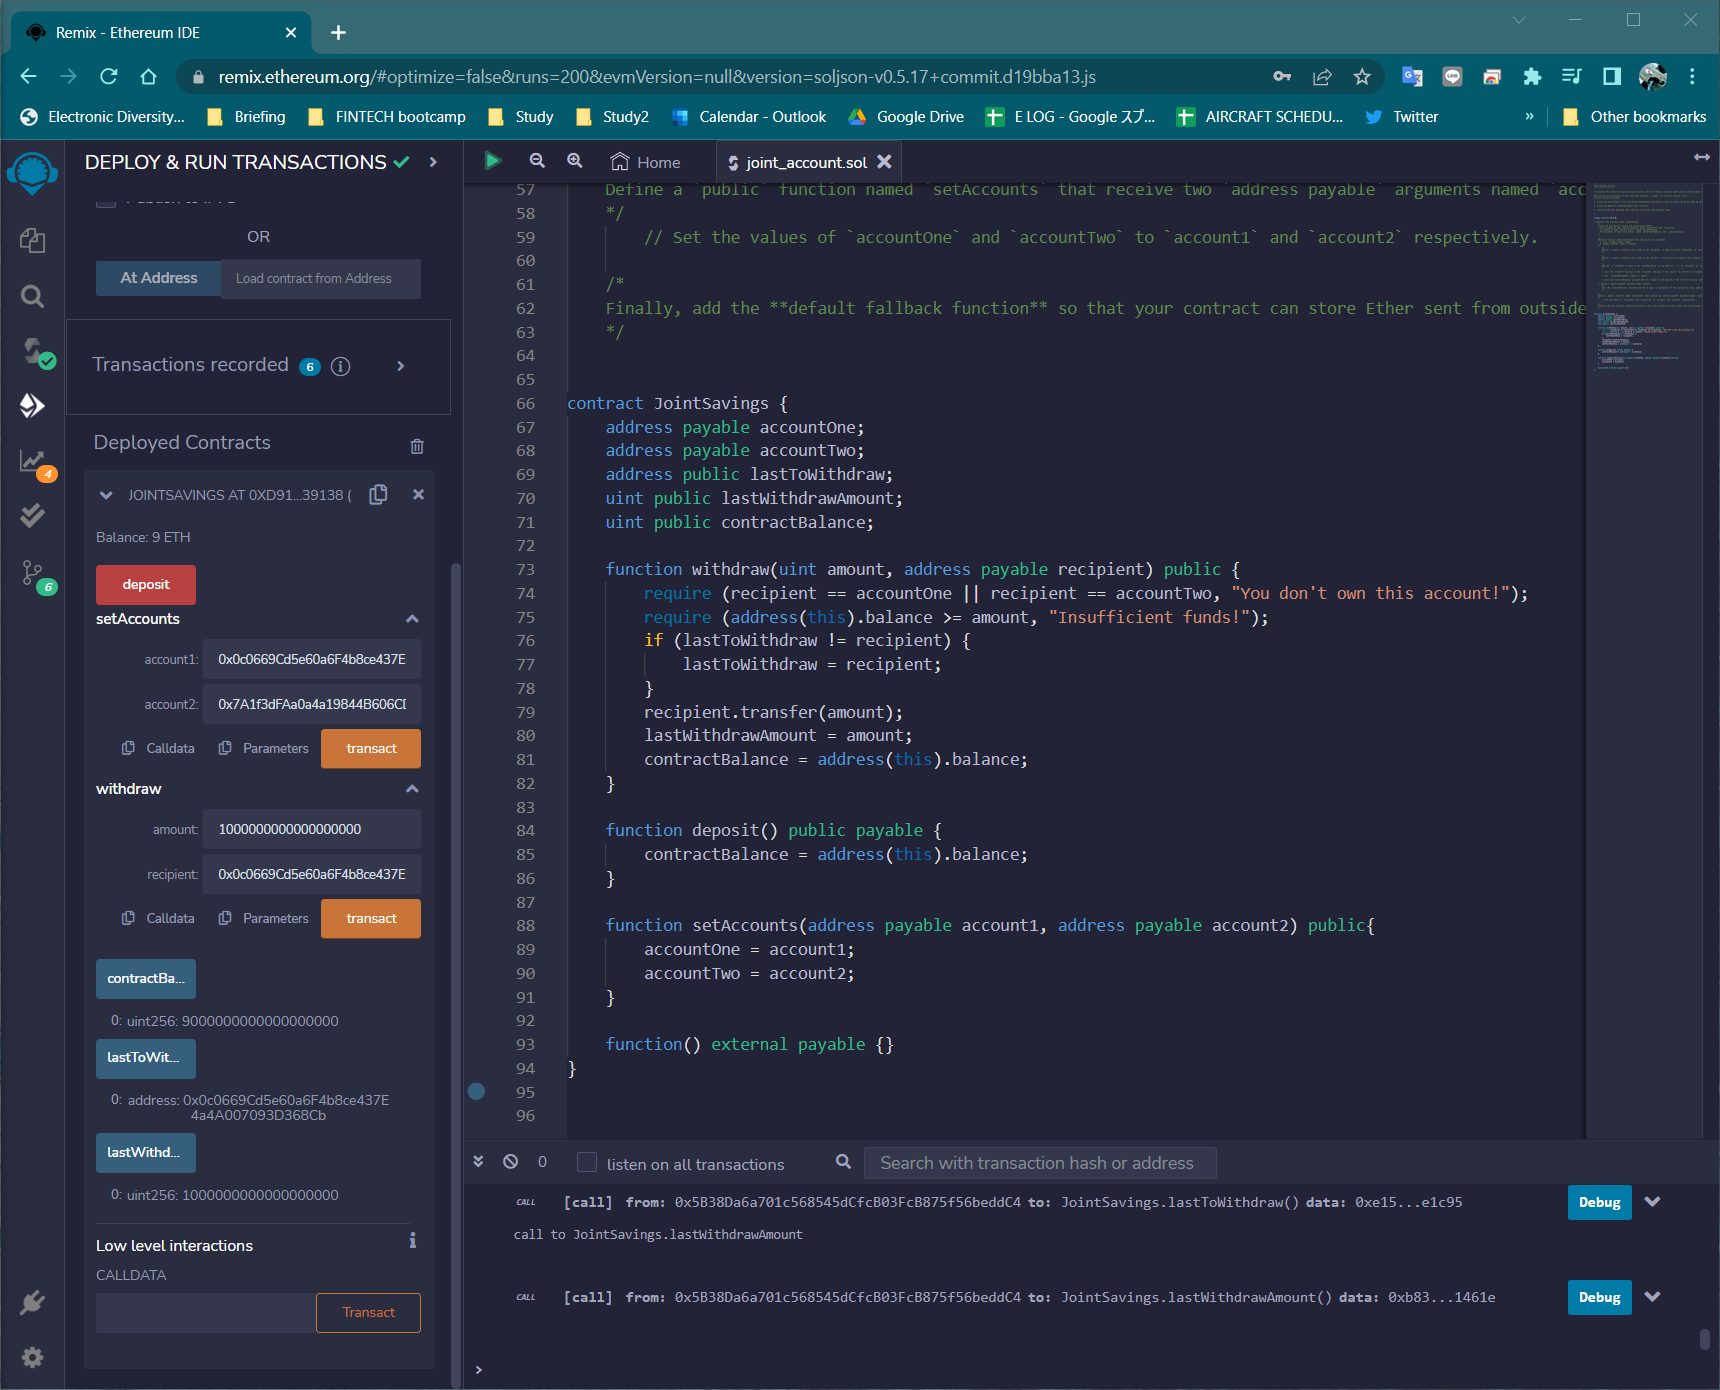 Remix - Ethereum IDE
remix.ethereum.org/#optimize=false&runs=200&evmVersion=null&version=soljson-v0.5.17+commit.d19bba13.js
Electronic Diversity...
Briefing
FINTECH bootcamp
Study
Study2
Calendar - Outlook
Google Drive
E LOG - Google スプ...
AIRCRAFT SCHEDU...
Twitter
»
Other bookmarks
DEPLOY & RUN TRANSACTIONS
OR
At Address
Load contract from Address
Transactions recorded 6
Deployed Contracts
JOINTSAVINGS AT 0XD91...39138 (
Balance: 9 ETH
deposit
setAccounts
account1: 0x0c0669Cd5e60a6F4b8ce437E
account2: 0x7A1f3dFAa0a4a19844B606CD
Calldata Parameters transact
withdraw
amount: 1000000000000000000
recipient: 0x0c0669Cd5e60a6F4b8ce437E
Calldata Parameters transact
contractBa...
0: uint256: 9000000000000000000
lastToWit...
0: address: 0x0c0669Cd5e60a6F4b8ce437E
4a4A007093D368Cb
lastWithd...
0: uint256: 1000000000000000000
Low level interactions
CALLDATA
Transact
4
6
Home
joint_account.sol
57 Define a `public` function named `setAccounts` that receive two `address payable` arguments named `acc
58 */
59 // Set the values of `accountOne` and `accountTwo` to `account1` and `account2` respectively.
60
61 /*
62 Finally, add the **default fallback function** so that your contract can store Ether sent from outside
63 */
64
65
66 contract JointSavings {
67 address payable accountOne;
68 address payable accountTwo;
69 address public lastToWithdraw;
70 uint public lastWithdrawAmount;
71 uint public contractBalance;
72
73 function withdraw(uint amount, address payable recipient) public {
74 require (recipient == accountOne || recipient == accountTwo, "You don't own this account!");
75 require (address(this).balance >= amount, "Insufficient funds!");
76 if (lastToWithdraw != recipient) {
77 lastToWithdraw = recipient;
78 }
79 recipient.transfer(amount);
80 lastWithdrawAmount = amount;
81 contractBalance = address(this).balance;
82 }
83
84 function deposit() public payable {
85 contractBalance = address(this).balance;
86 }
87
88 function setAccounts(address payable account1, address payable account2) public{
89 accountOne = account1;
90 accountTwo = account2;
91 }
92
93 function() external payable {}
94 }
95
96
0
listen on all transactions
Search with transaction hash or address
CALL [call] from: 0x5B38Da6a701c568545dCfcB03FcB875f56beddC4 to: JointSavings.lastToWithdraw() data: 0xe15...e1c95 Debug
call to JointSavings.lastWithdrawAmount
CALL [call] from: 0x5B38Da6a701c568545dCfcB03FcB875f56beddC4 to: JointSavings.lastWithdrawAmount() data: 0xb83...1461e Debug
>